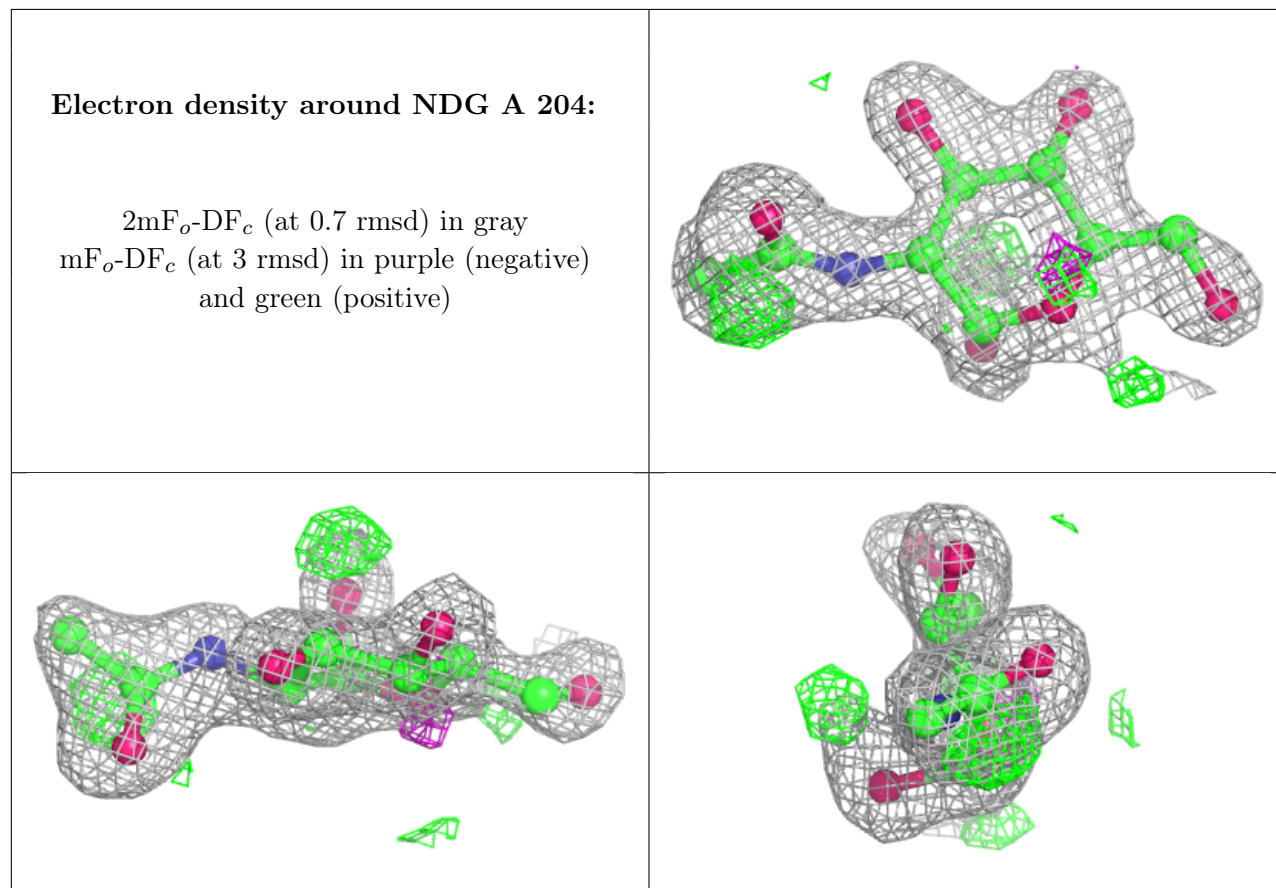 Electron density around NDG A 204:
2mFo-DFc (at 0.7 rmsd) in gray
mFo-DFc (at 3 rmsd) in purple (negative)
and green (positive)